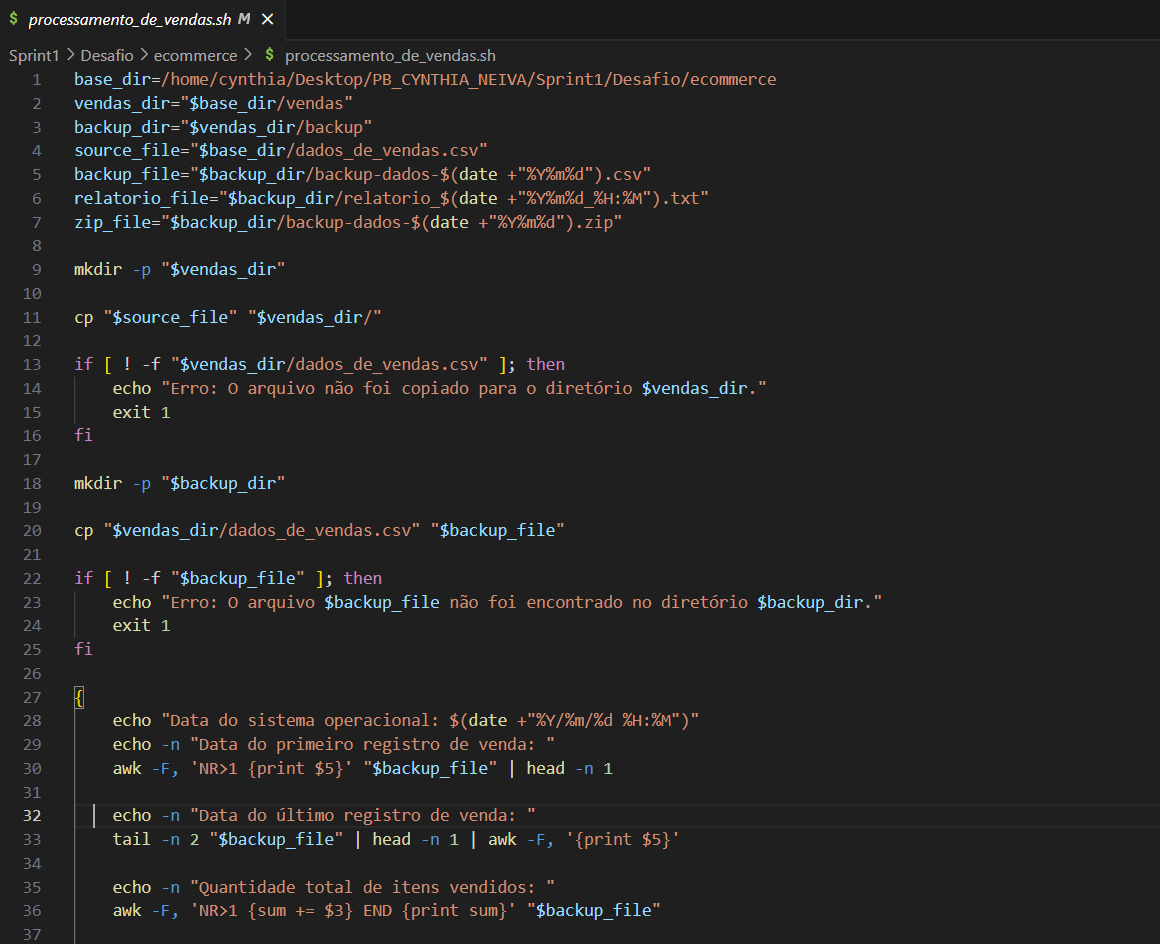 $ processamento_de_vendas.sh M ×
Sprint1 > Desafio > ecommerce > $ processamento_de_vendas.sh
1 base_dir=/home/cynthia/Desktop/PB_CYNTHIA_NEIVA/Sprint1/Desafio/ecommerce
2 vendas_dir="$base_dir/vendas"
3 backup_dir="$vendas_dir/backup"
4 source_file="$base_dir/dados_de_vendas.csv"
5 backup_file="$backup_dir/backup-dados-$(date +"%Y%m%d").csv"
6 relatorio_file="$backup_dir/relatorio_$(date +"%Y%m%d_%H:%M").txt"
7 zip_file="$backup_dir/backup-dados-$(date +"%Y%m%d").zip"
8
9 mkdir -p "$vendas_dir"
10
11 cp "$source_file" "$vendas_dir/"
12
13 if [ ! -f "$vendas_dir/dados_de_vendas.csv" ]; then
14     echo "Erro: O arquivo não foi copiado para o diretório $vendas_dir."
15     exit 1
16 fi
17
18 mkdir -p "$backup_dir"
19
20 cp "$vendas_dir/dados_de_vendas.csv" "$backup_file"
21
22 if [ ! -f "$backup_file" ]; then
23     echo "Erro: O arquivo $backup_file não foi encontrado no diretório $backup_dir."
24     exit 1
25 fi
26
27 {
28     echo "Data do sistema operacional: $(date +"%Y/%m/%d %H:%M")"
29     echo -n "Data do primeiro registro de venda: "
30     awk -F, 'NR>1 {print $5}' "$backup_file" | head -n 1
31
32     echo -n "Data do último registro de venda: "
33     tail -n 2 "$backup_file" | head -n 1 | awk -F, '{print $5}'
34
35     echo -n "Quantidade total de itens vendidos: "
36     awk -F, 'NR>1 {sum += $3} END {print sum}' "$backup_file"
37